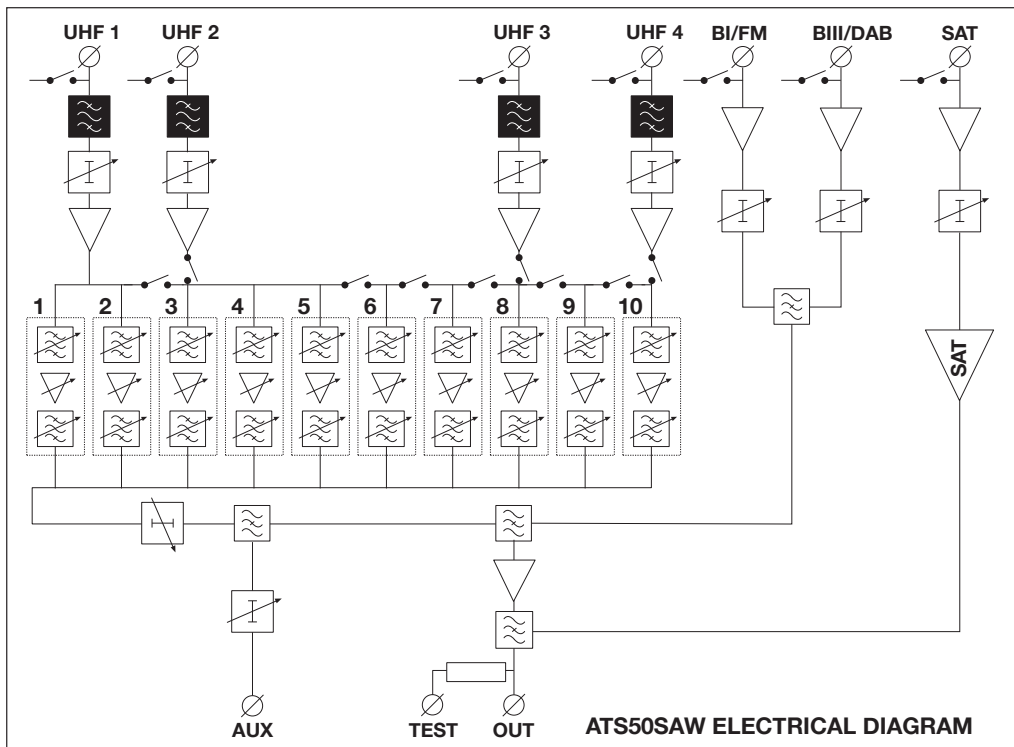 UHF 1 UHF 2 UHF 3 UHF 4 BI/FM BIII/DAB SAT
1 2 3 4 5 6 7 8 9 10
SAT
AUX TEST OUT ATS50SAW ELECTRICAL DIAGRAM